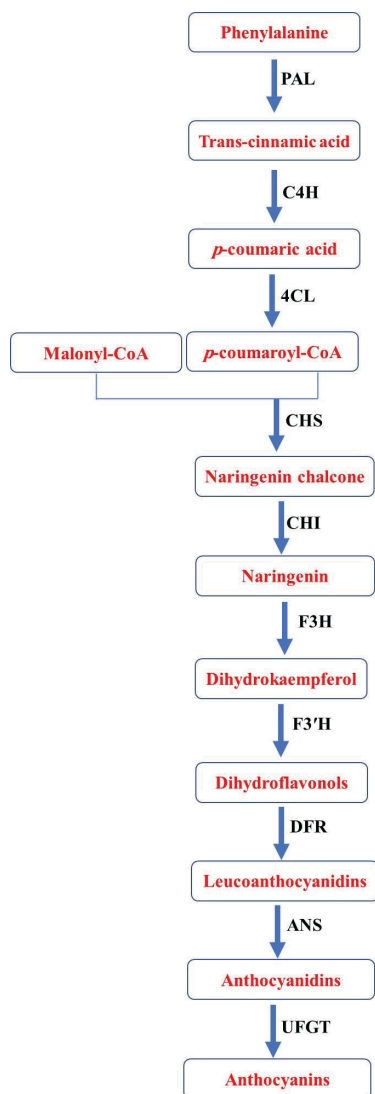 Phenylalanine
PAL
Trans-cinnamic acid
C4H
p-coumaric acid
4CL
Malonyl-CoA
p-coumaroyl-CoA
CHS
Naringenin chalcone
CHI
Naringenin
F3H
Dihydrokaempferol
F3′H
Dihydroflavonols
DFR
Leucoanthocyanidins
ANS
Anthocyanidins
UFGT
Anthocyanins